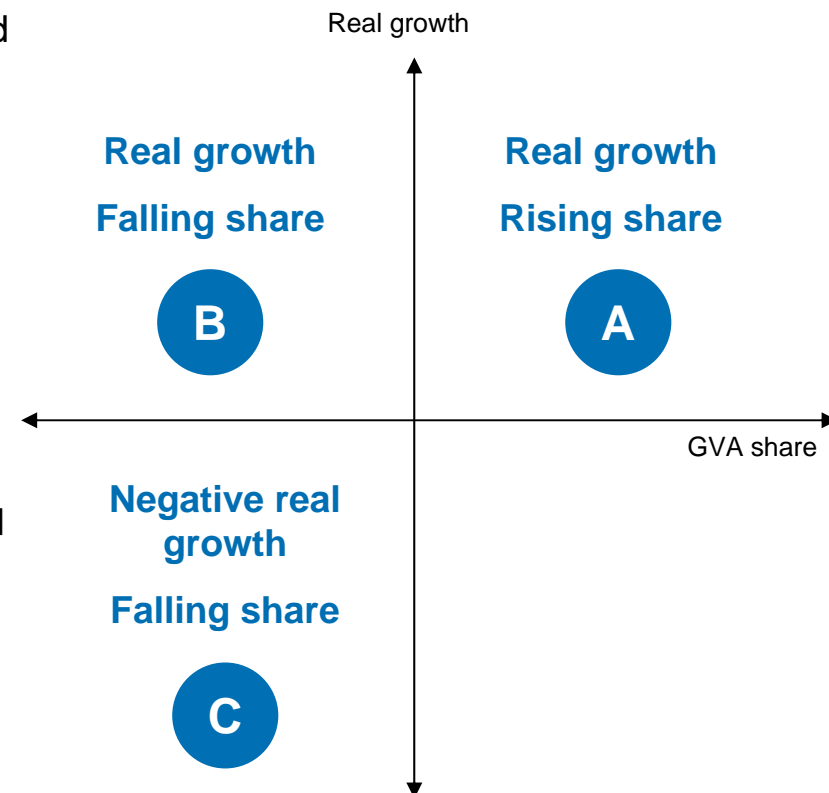 Real growth
Real growth
Falling share
B
Real growth
Rising share
A
GVA share
Negative real
growth
Falling share
C